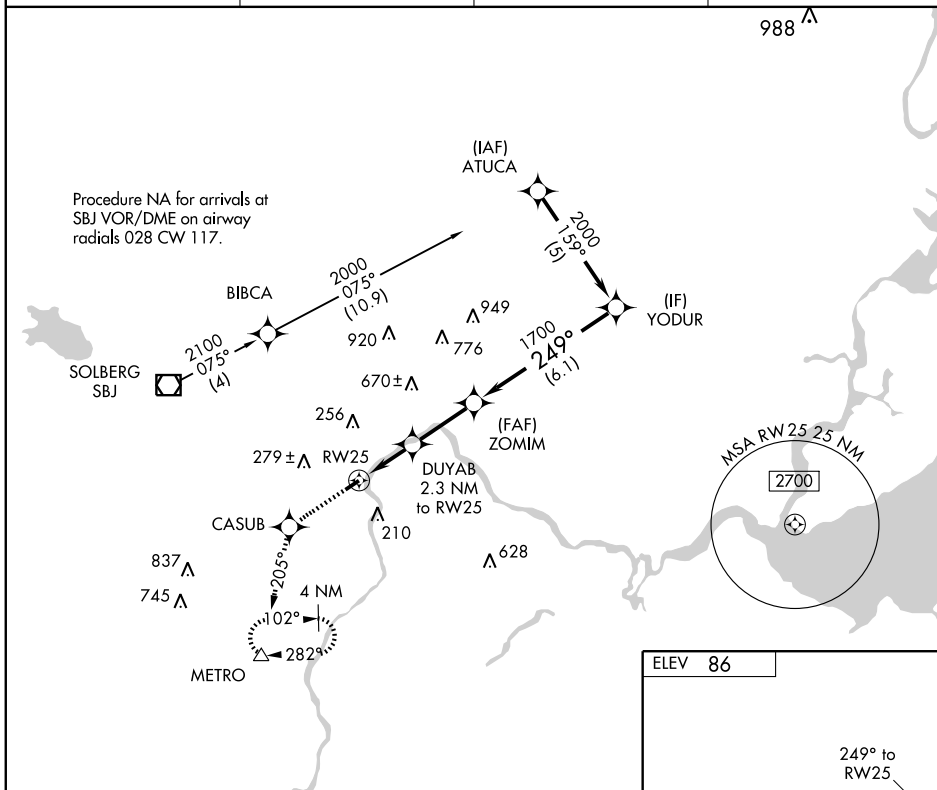 988
(IAF)
ATUCA
Procedure NA for arrivals at
SBJ VOR/DME on airway
radials 028 CW 117.
2000
159°
(5)
2000
075°
(10.9)
BIBCA
(IF)
YODUR
949
920
776
1700
249°
(6.1)
2100
075°
(4)
SOLBERG
SBJ
670±
(FAF)
ZOMIM
256
MSA RW25 25 NM
279±
RW25
DUYAB
2.3 NM
to RW25
2700
CASUB
210
628
837
205°
745
4 NM
102°
282°
METRO
ELEV 86
249° to
RW25